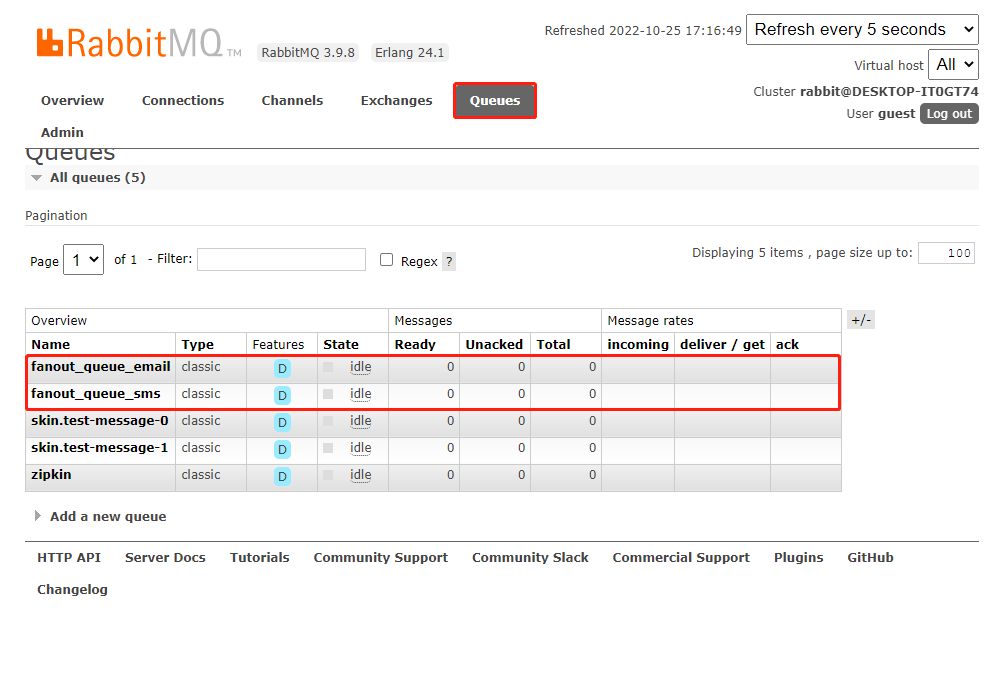 RabbitMQ TM RabbitMQ 3.9.8 Erlang 24.1
Refreshed 2022-10-25 17:16:49 Refresh every 5 seconds
Virtual host All
Cluster rabbit@DESKTOP-IT0GT74
User guest Log out
Overview Connections Channels Exchanges Queues
Admin
Queues
All queues (5)
Pagination
Page 1 of 1 - Filter: Regex ? Displaying 5 items , page size up to: 100
Overview Messages Message rates +/-
Name Type Features State Ready Unacked Total incoming deliver / get ack
fanout_queue_email classic D idle 0 0 0
fanout_queue_sms classic D idle 0 0 0
skin.test-message-0 classic D idle 0 0 0
skin.test-message-1 classic D idle 0 0 0
zipkin classic D idle 0 0 0
Add a new queue
HTTP API Server Docs Tutorials Community Support Community Slack Commercial Support Plugins GitHub
Changelog